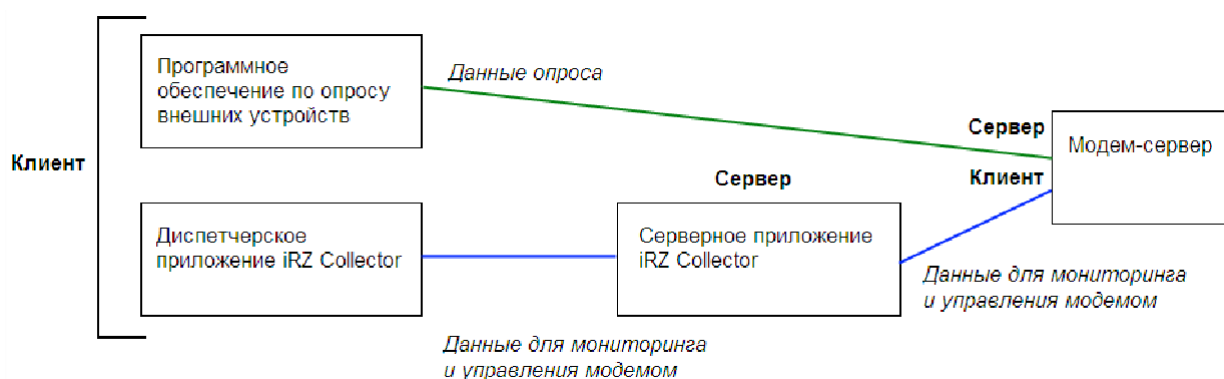 Программное
обеспечение по опросу
внешних устройств
Данные опроса
Сервер
Модем-сервер
Клиент
Клиент
Сервер
Диспетчерское
приложение iRZ Collector
Серверное приложение
iRZ Collector
Данные для мониторинга
и управления модемом
Данные для мониторинга
и управления модемом